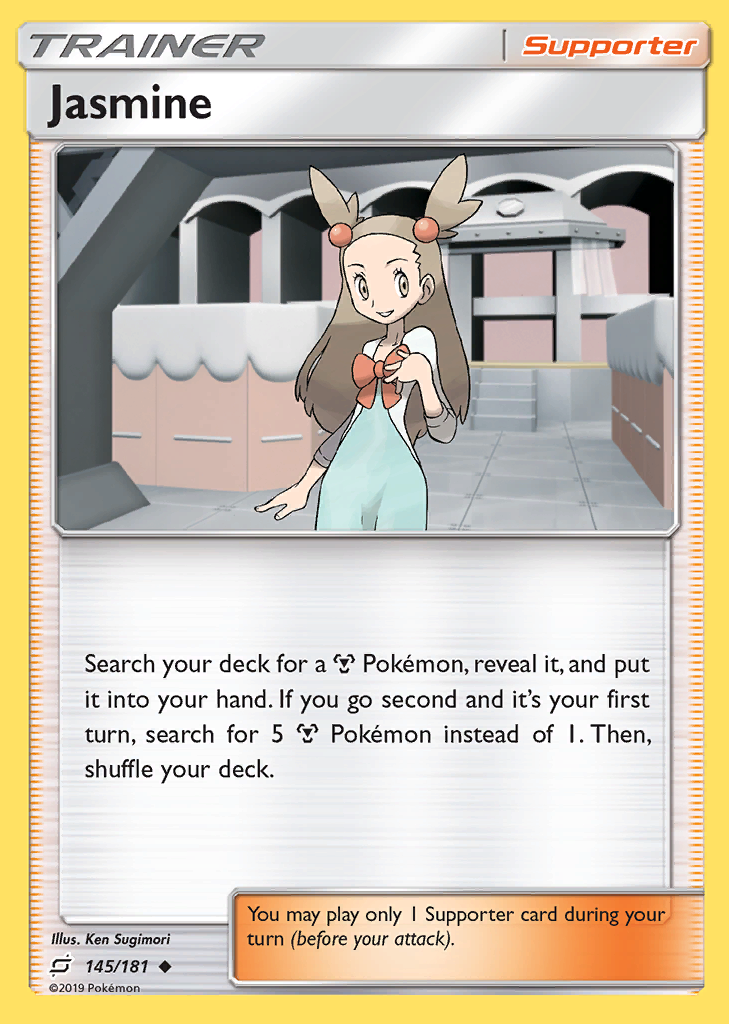 TRAINER
Supporter
Jasmine
Search your deck for a Pokémon, reveal it, and put
it into your hand. If you go second and it's your first
turn, search for 5 Pokémon instead of 1. Then,
shuffle your deck.
You may play only 1 Supporter card during your
turn (before your attack).
Illus. Ken Sugimori
145/181
©2019 Pokémon